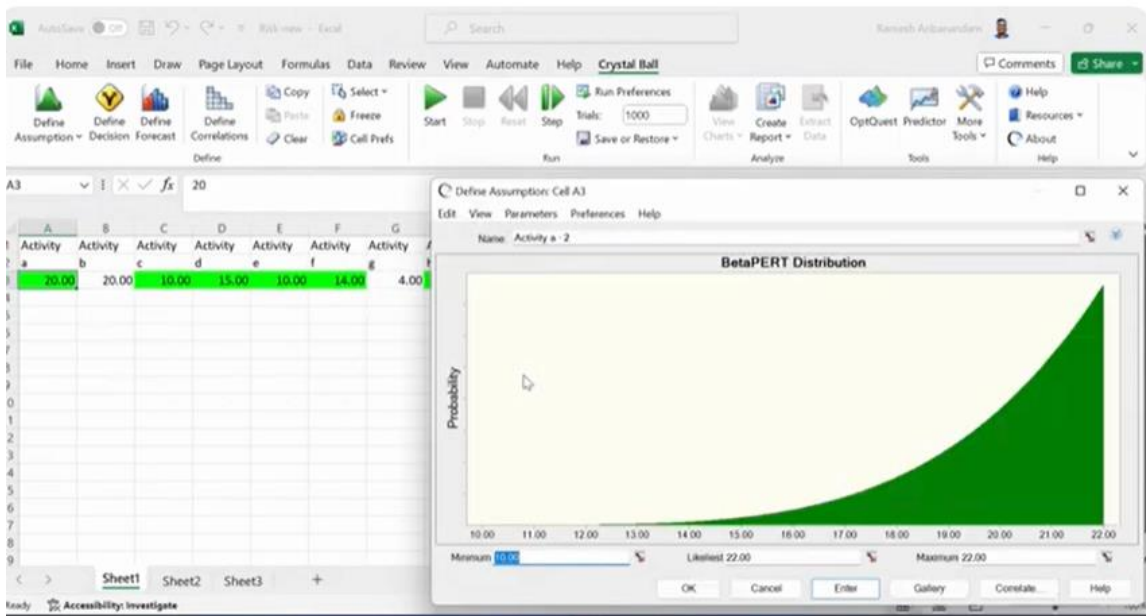 AutoSave Off Risk-new - Excel Search
File Home Insert Draw Page Layout Formulas Data Review View Automate Help Crystal Ball Comments Share
Define Assumption Define Decision Define Forecast Define Correlations Copy Paste Clear Select Freeze Cell Prefs Start Stop Reset Step Run Preferences Trials: 1000 Save or Restore View Charts Create Report Extract Data OptQuest Predictor More Tools Help Resources About
Define Run Analyze Tools Help
A3 fx 20
Define Assumption: Cell A3
Edit View Parameters Preferences Help
Name: Activity a - 2
A B C D E F G
Activity Activity Activity Activity Activity Activity Activity
a b c d e f g
20.00 20.00 10.00 15.00 10.00 14.00 4.00
BetaPERT Distribution
Probability
10.00 11.00 12.00 13.00 14.00 15.00 16.00 17.00 18.00 19.00 20.00 21.00 22.00
Minimum 10.00 Likeliest 22.00 Maximum 22.00
OK Cancel Enter Gallery Correlate... Help
Sheet1 Sheet2 Sheet3
Ready Accessibility: Investigate